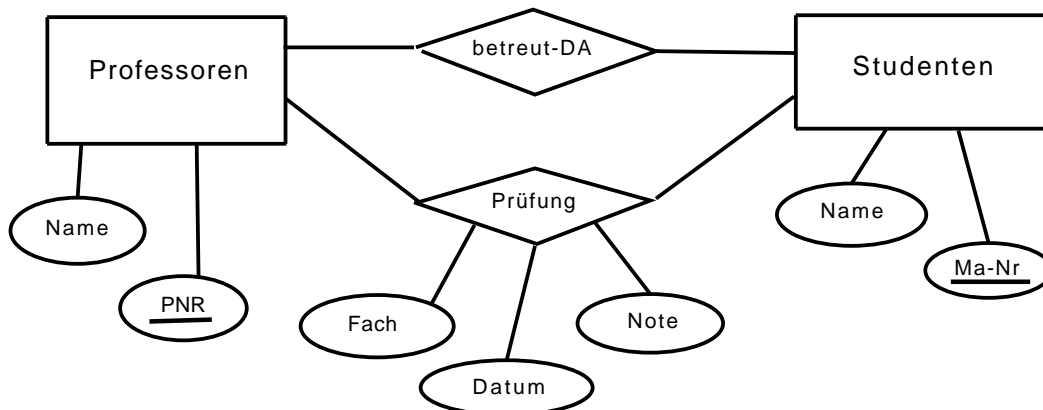 betreut-DA
Professoren
Studenten
Prüfung
Name
Name
Ma-Nr
PNR
Fach
Note
Datum